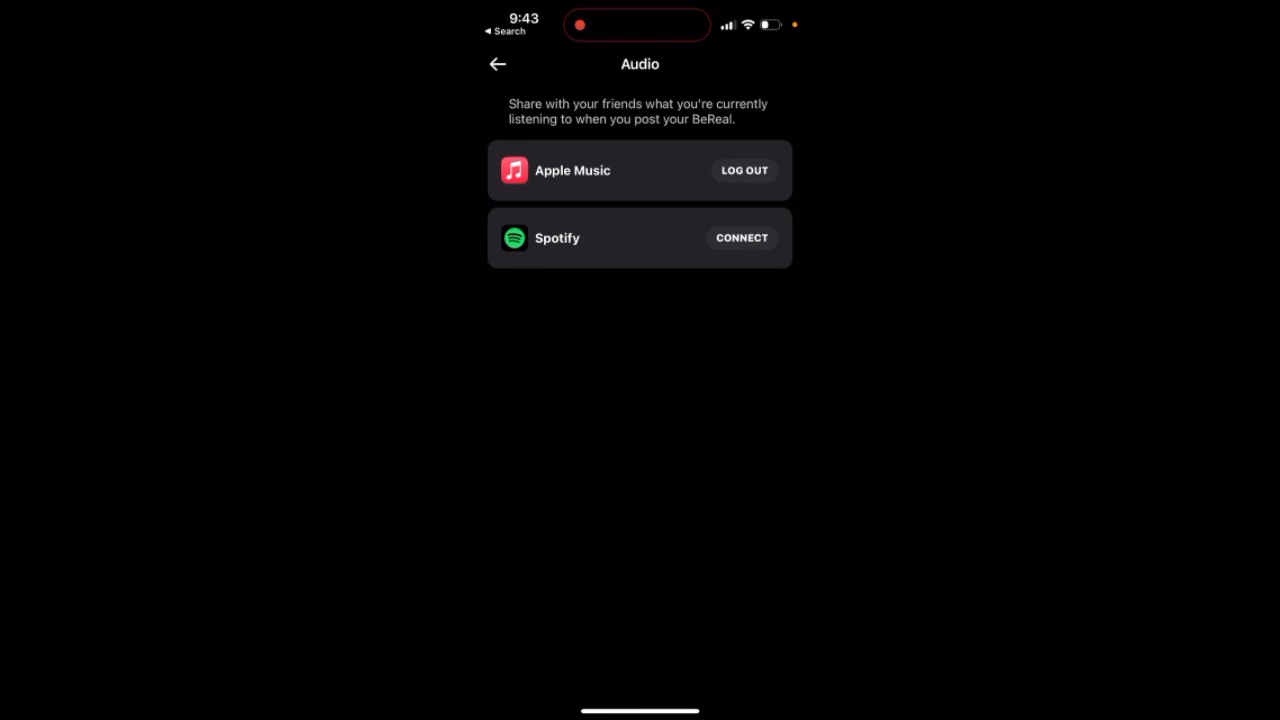 9:43
◀ Search
Audio
Share with your friends what you're currently
listening to when you post your BeReal.
Apple Music
LOG OUT
Spotify
CONNECT